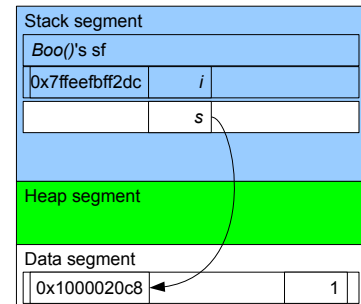 Stack segment
Boo()'s sf
0x7ffeefbff2dc i
s
Heap segment
Data segment
0x1000020c8 1